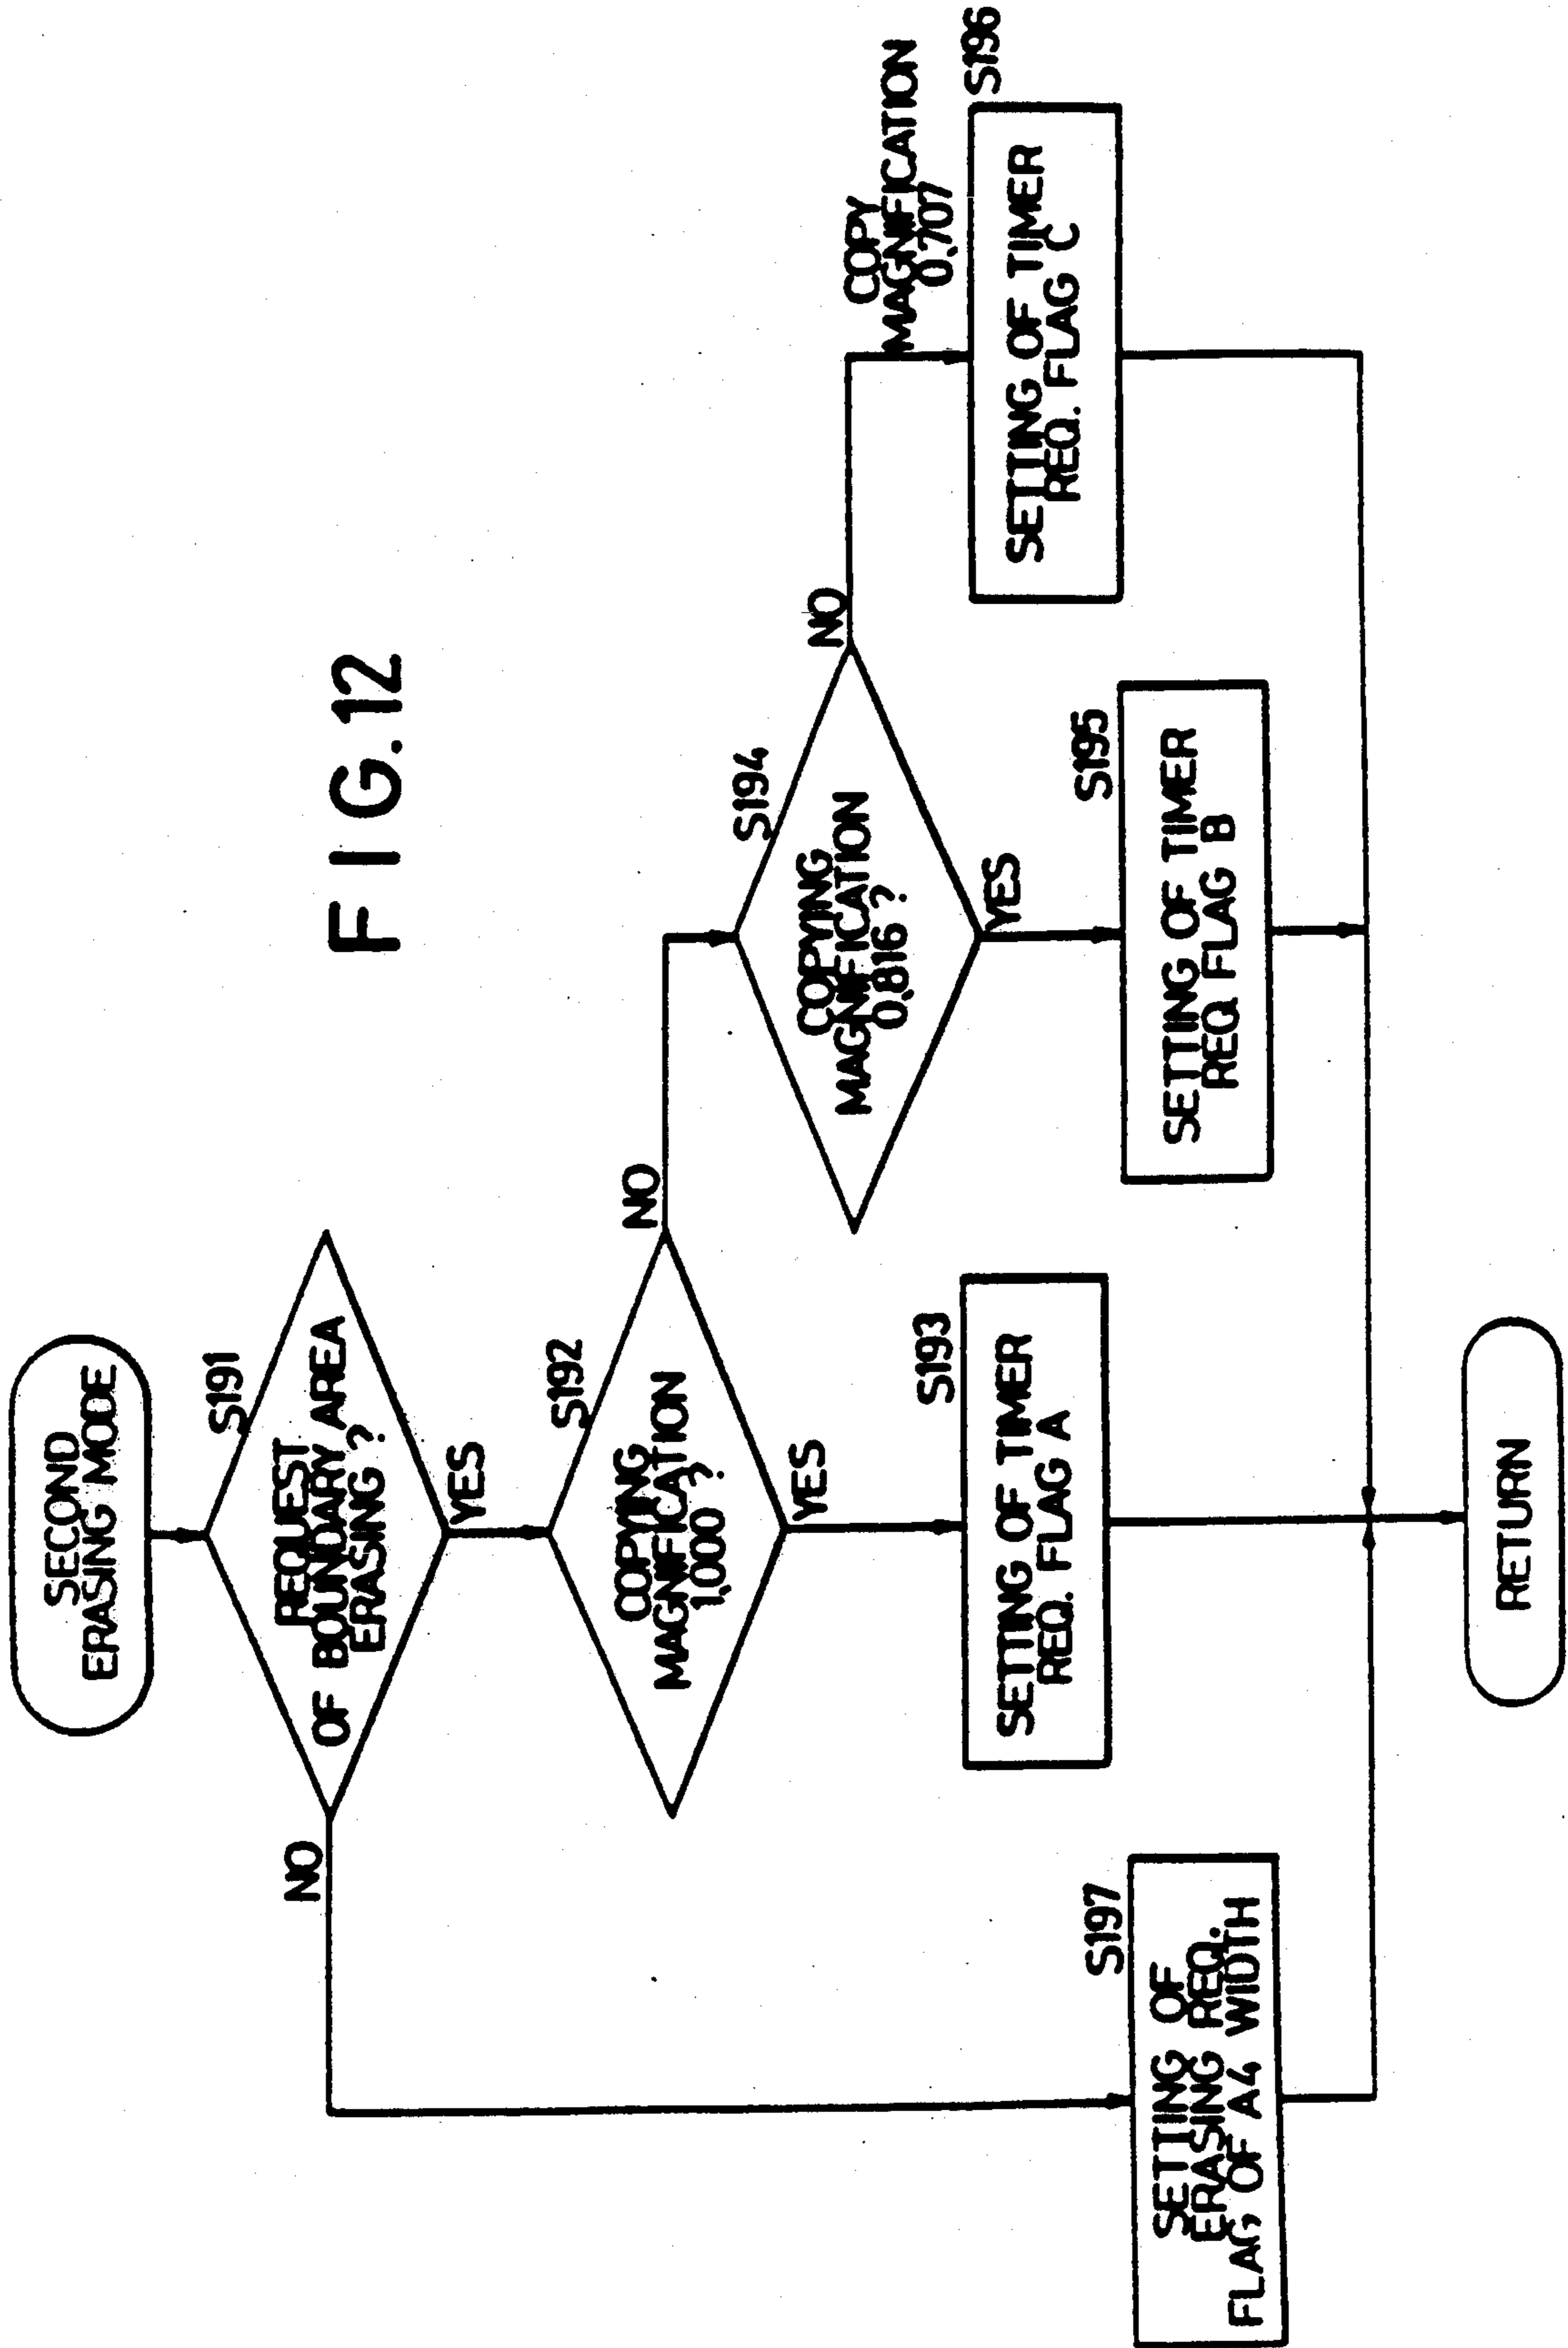 FIG.12
SECOND
ERASING MODE
S191
REQUEST
OF BOUNDARY AREA
ERASING ?
NO
YES
S192
COPYING
MAGNIFICATION
1,000 ?
NO
YES
S194
COPYING
MAGNIFICATION
0,816 ?
NO
YES
COPY
MAGNIFICATION
0,707
S196
SETTING OF TIMER
REQ. FLAG C
S195
SETTING OF TIMER
REQ FLAG B
S193
SETTING OF TIMER
REQ. FLAG A
S197
SETTING OF
ERASING REQ.
FLAG OF A4 WIDTH
RETURN